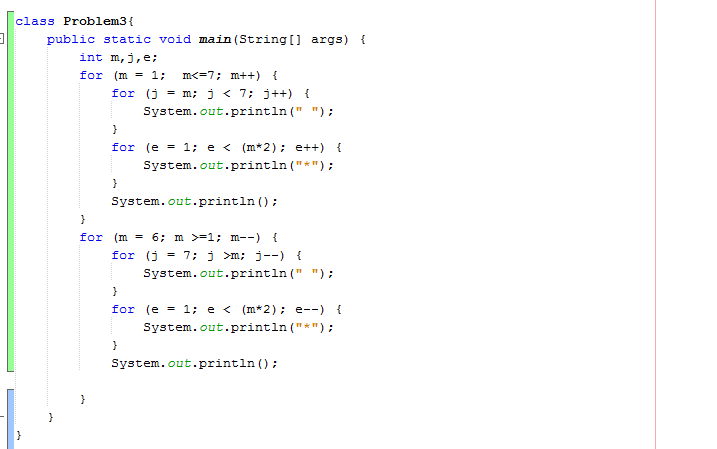 class Problem3{
public static void main(String[] args) {
int m,j,e;
for (m = 1;  m<=7; m++) {
for (j = m; j < 7; j++) {
System.out.println(" ");
}
for (e = 1; e < (m*2); e++) {
System.out.println("*");
}
System.out.println();
}
for (m = 6; m >=1; m--) {
for (j = 7; j >m; j--) {
System.out.println(" ");
}
for (e = 1; e < (m*2); e--) {
System.out.println("*");
}
System.out.println();
}
}
}